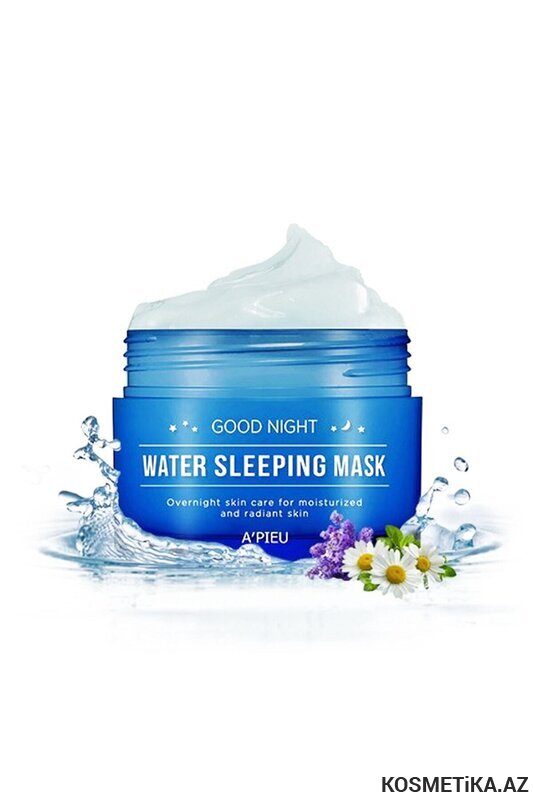 GOOD NIGHT
WATER SLEEPING MASK
Overnight skin care for moisturized
and radiant skin
A'PIEU
KOSMETiKA.AZ